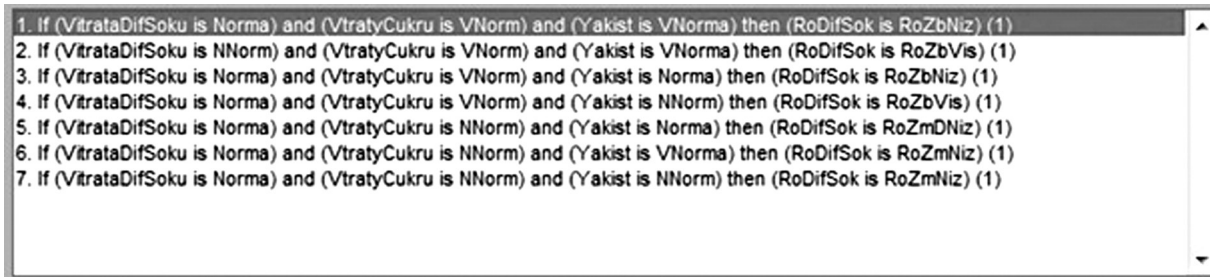 1. If (VitrataDifSoku is Norma) and (VtratyCukru is VNorm) and (Yakist is VNorma) then (RoDifSok is RoZbNiz) (1)
2. If (VitrataDifSoku is NNorm) and (VtratyCukru is VNorm) and (Yakist is VNorma) then (RoDifSok is RoZbVis) (1)
3. If (VitrataDifSoku is Norma) and (VtratyCukru is VNorm) and (Yakist is Norma) then (RoDifSok is RoZbNiz) (1)
4. If (VitrataDifSoku is Norma) and (VtratyCukru is VNorm) and (Yakist is NNorm) then (RoDifSok is RoZbVis) (1)
5. If (VitrataDifSoku is Norma) and (VtratyCukru is NNorm) and (Yakist is Norma) then (RoDifSok is RoZmDNiz) (1)
6. If (VitrataDifSoku is Norma) and (VtratyCukru is NNorm) and (Yakist is VNorma) then (RoDifSok is RoZmNiz) (1)
7. If (VitrataDifSoku is Norma) and (VtratyCukru is NNorm) and (Yakist is NNorm) then (RoDifSok is RoZmNiz) (1)